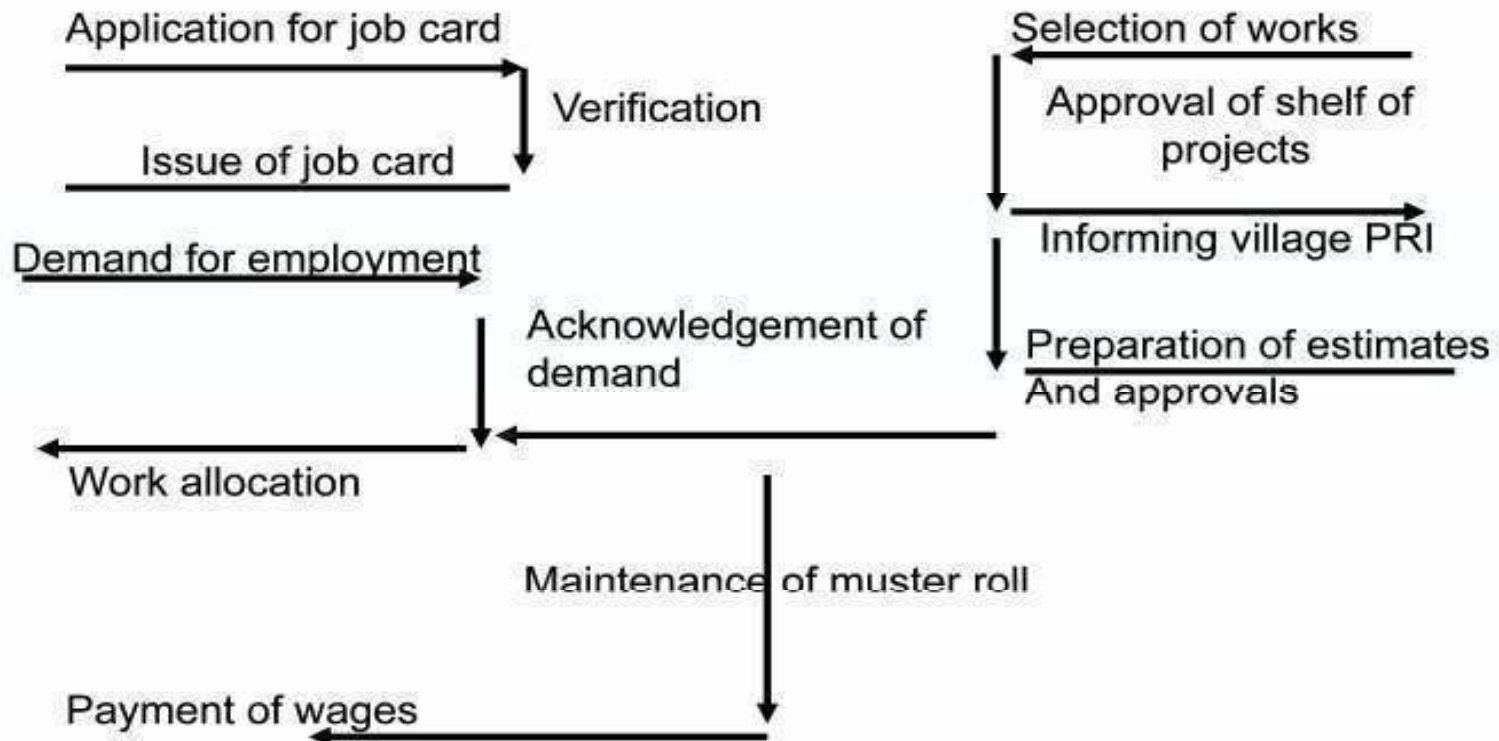 Application for job card
Verification
Issue of job card
Demand for employment
Acknowledgement of
demand
Work allocation
Selection of works
Approval of shelf of
projects
Informing village PRI
Preparation of estimates
And approvals
Maintenance of muster roll
Payment of wages